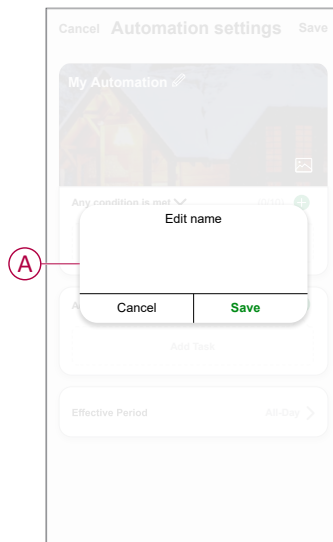 Cancel Automation settings Save
My Automation
Any condition is met
Edit name
A
Cancel Save
Add Task
Effective Period All-Day